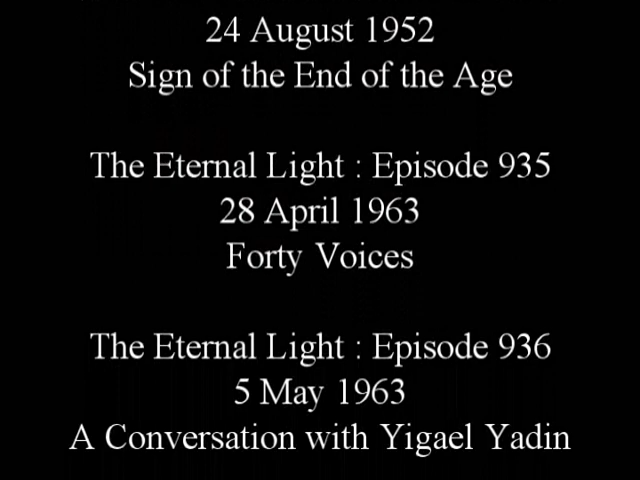 24 August 1952
Sign of the End of the Age
The Eternal Light : Episode 935
28 April 1963
Forty Voices
The Eternal Light : Episode 936
5 May 1963
A Conversation with Yigael Yadin